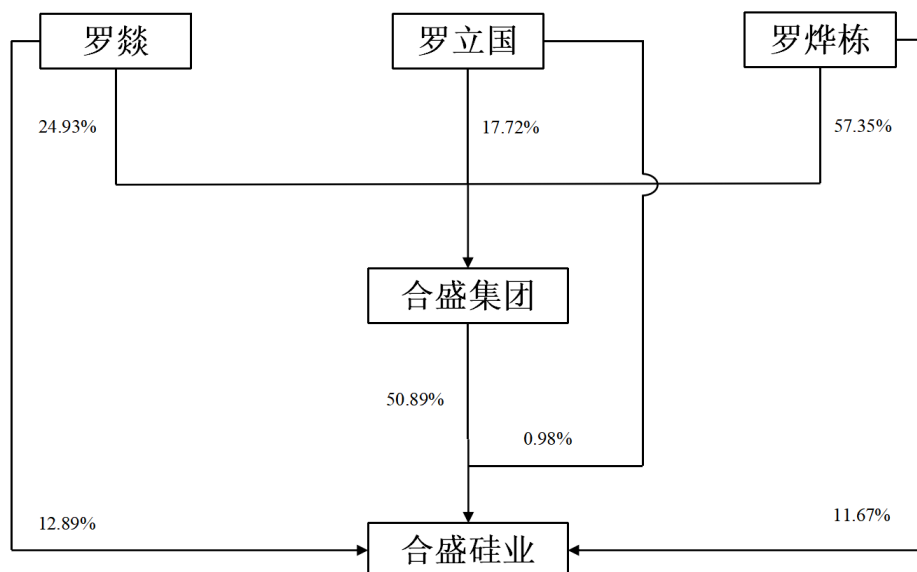 罗燚
罗立国
罗烨栋
24.93%
17.72%
57.35%
合盛集团
50.89%
0.98%
12.89%
11.67%
合盛硅业